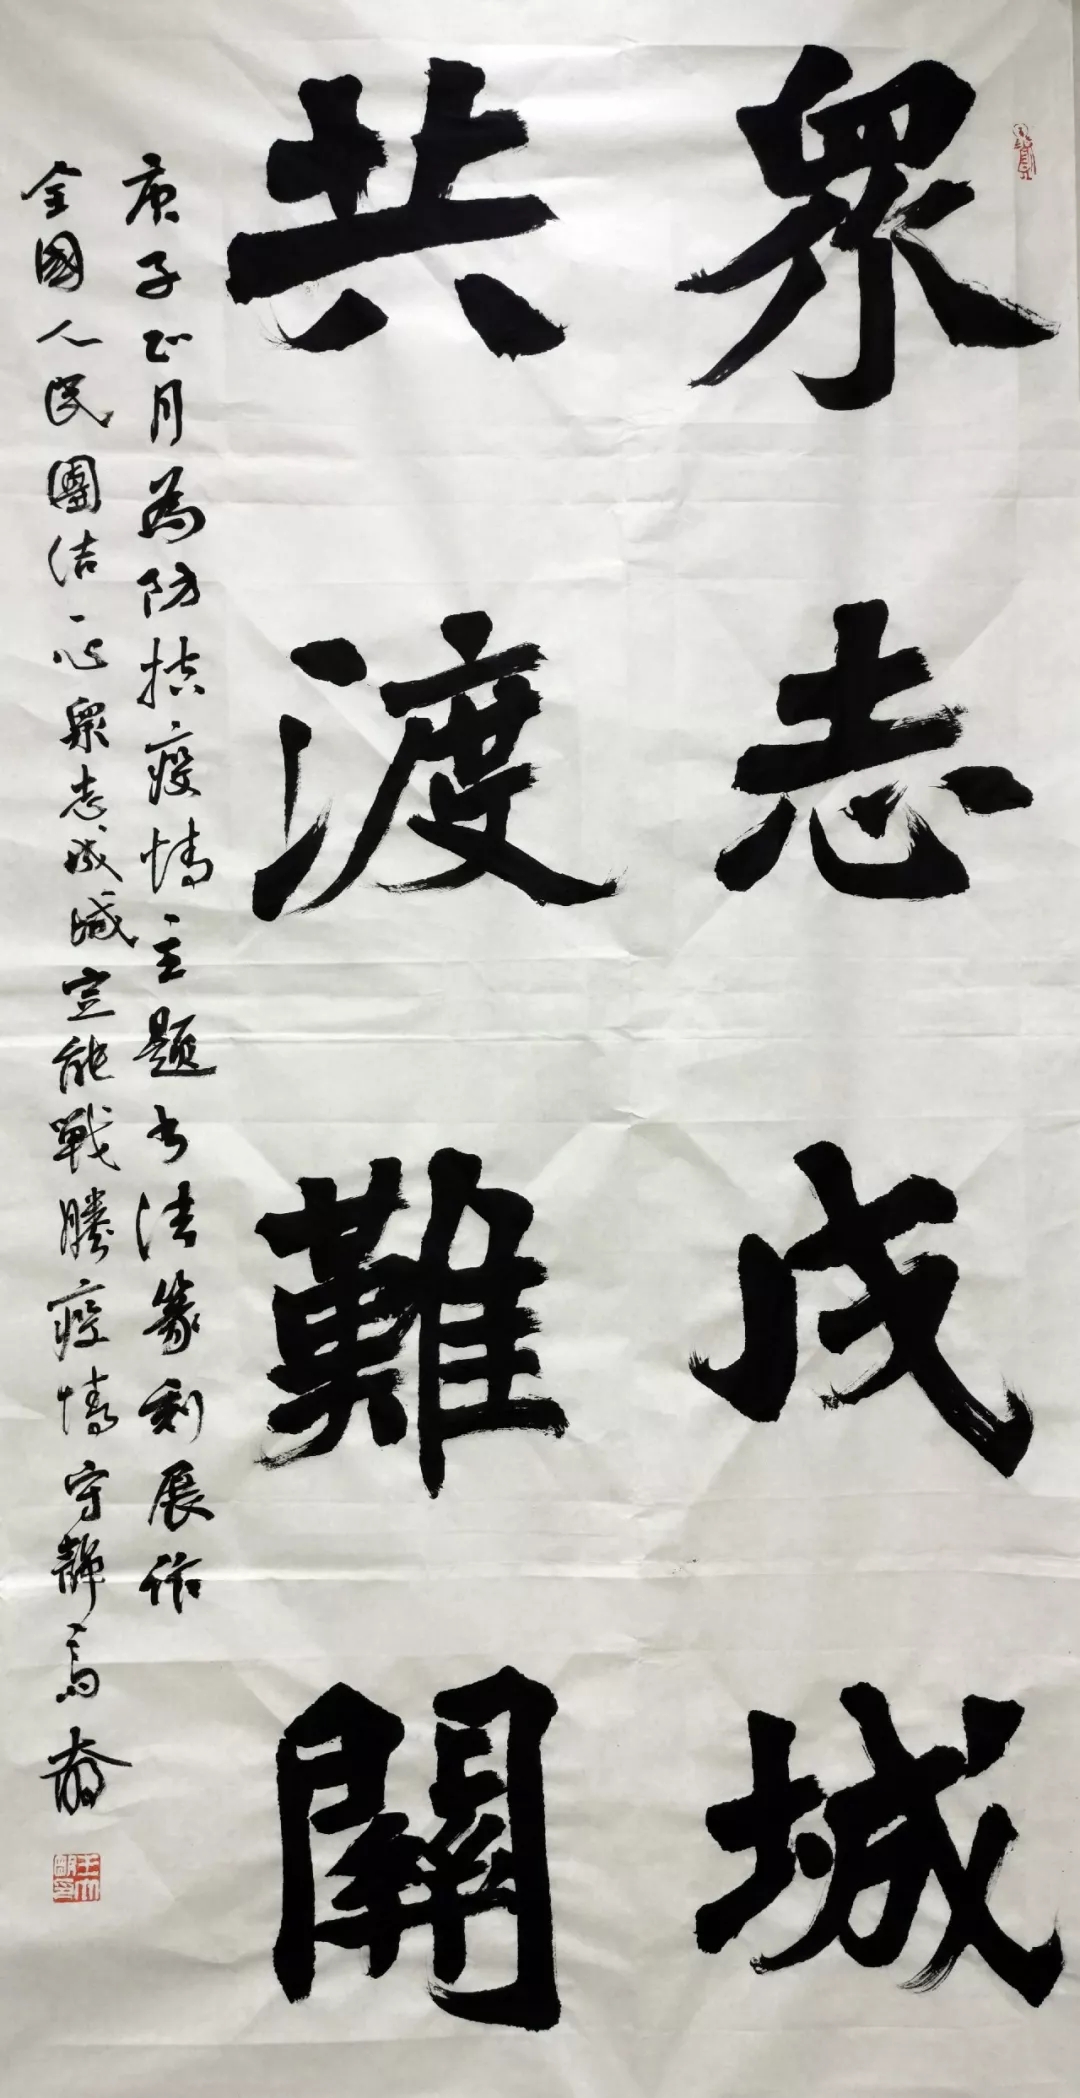 眾志成城
共渡難關
庚子正月為防控疫情主題書法篆刻展作
全國人民團结一心眾志成城定能戰勝疫情守靜